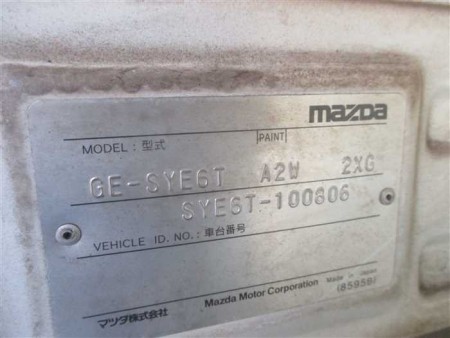 mazda
MODEL: 型式 PAINT
GE-SYE6T A2W 2XG
SYE6T-100806
VEHICLE ID. NO.: 車台番号
マツダ株式会社 Mazda Motor Corporation Made in Japan
(8595B)